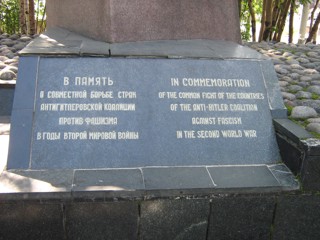 В ПАМЯТЬ
О СОВМЕСТНОЙ БОРЬБЕ СТРАН
АНТИГИТЛЕРОВСКОЙ КОАЛИЦИИ
ПРОТИВ ФАШИЗМА
В ГОДЫ ВТОРОЙ МИРОВОЙ ВОЙНЫ
IN COMMEMORATION
OF THE COMMON FIGHT OF THE COUNTRIES
OF THE ANTI-HITLER COALITION
AGAINST FASCISM
IN THE SECOND WORLD WAR